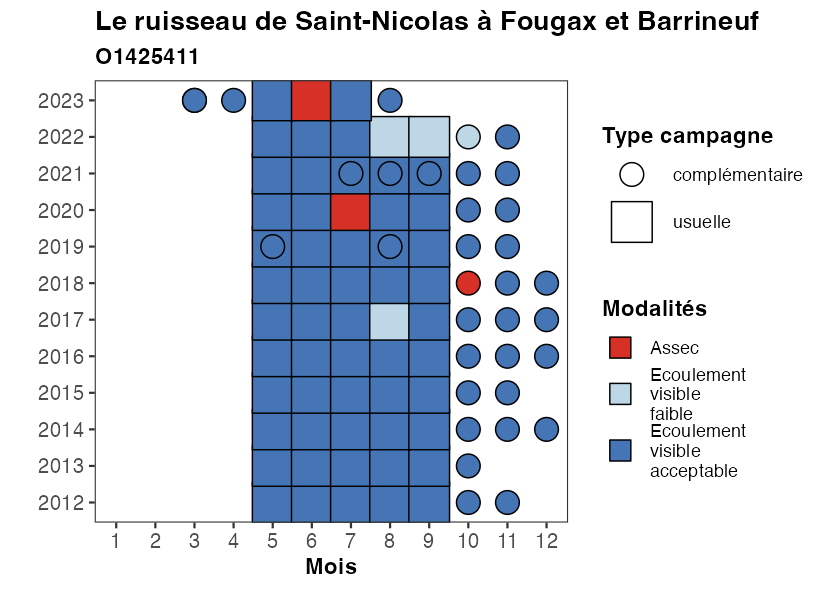 Le ruisseau de Saint-Nicolas à Fougax et Barrineuf
O1425411
2023
2022
2021
2020
2019
2018
2017
2016
2015
2014
2013
2012
1 2 3 4 5 6 7 8 9 10 11 12
Mois
Type campagne
complémentaire
usuelle
Modalités
Assec
Ecoulement
visible
faible
Ecoulement
visible
acceptable